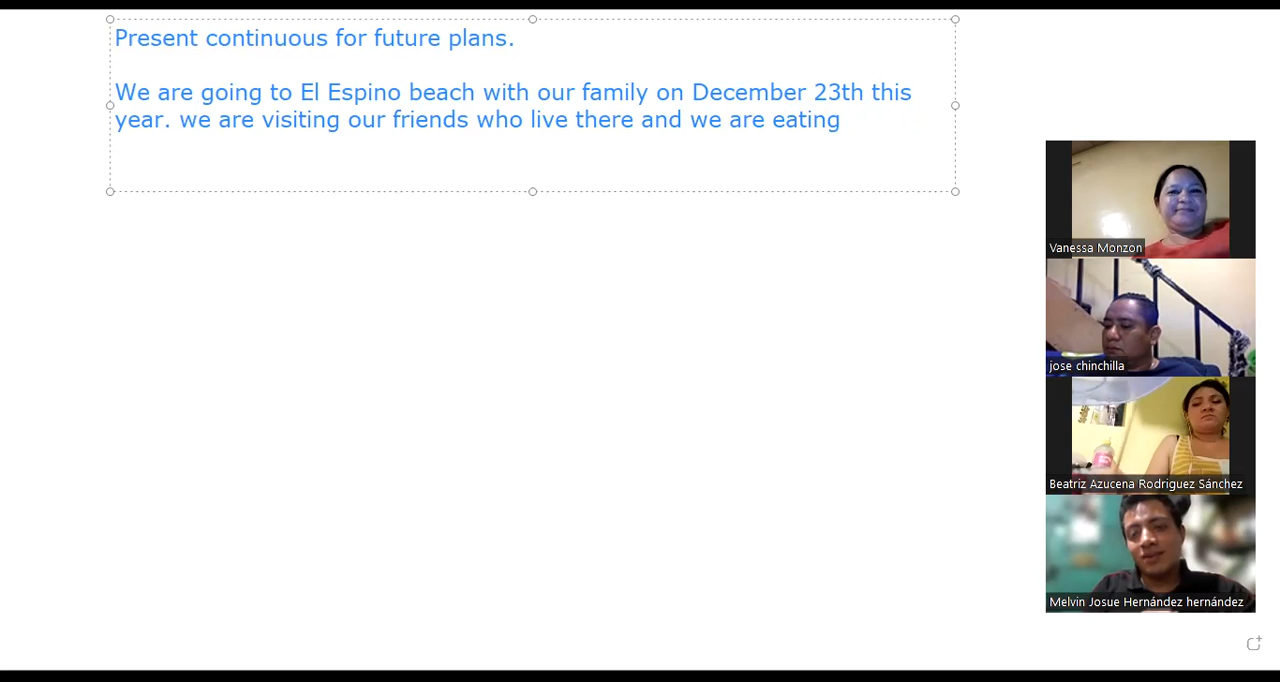 Present continuous for future plans.
We are going to El Espino beach with our family on December 23th this
year. we are visiting our friends who live there and we are eating
Vanessa Monzon
jose chinchilla
Beatriz Azucena Rodriguez Sánchez
Melvin Josue Hernández hernández